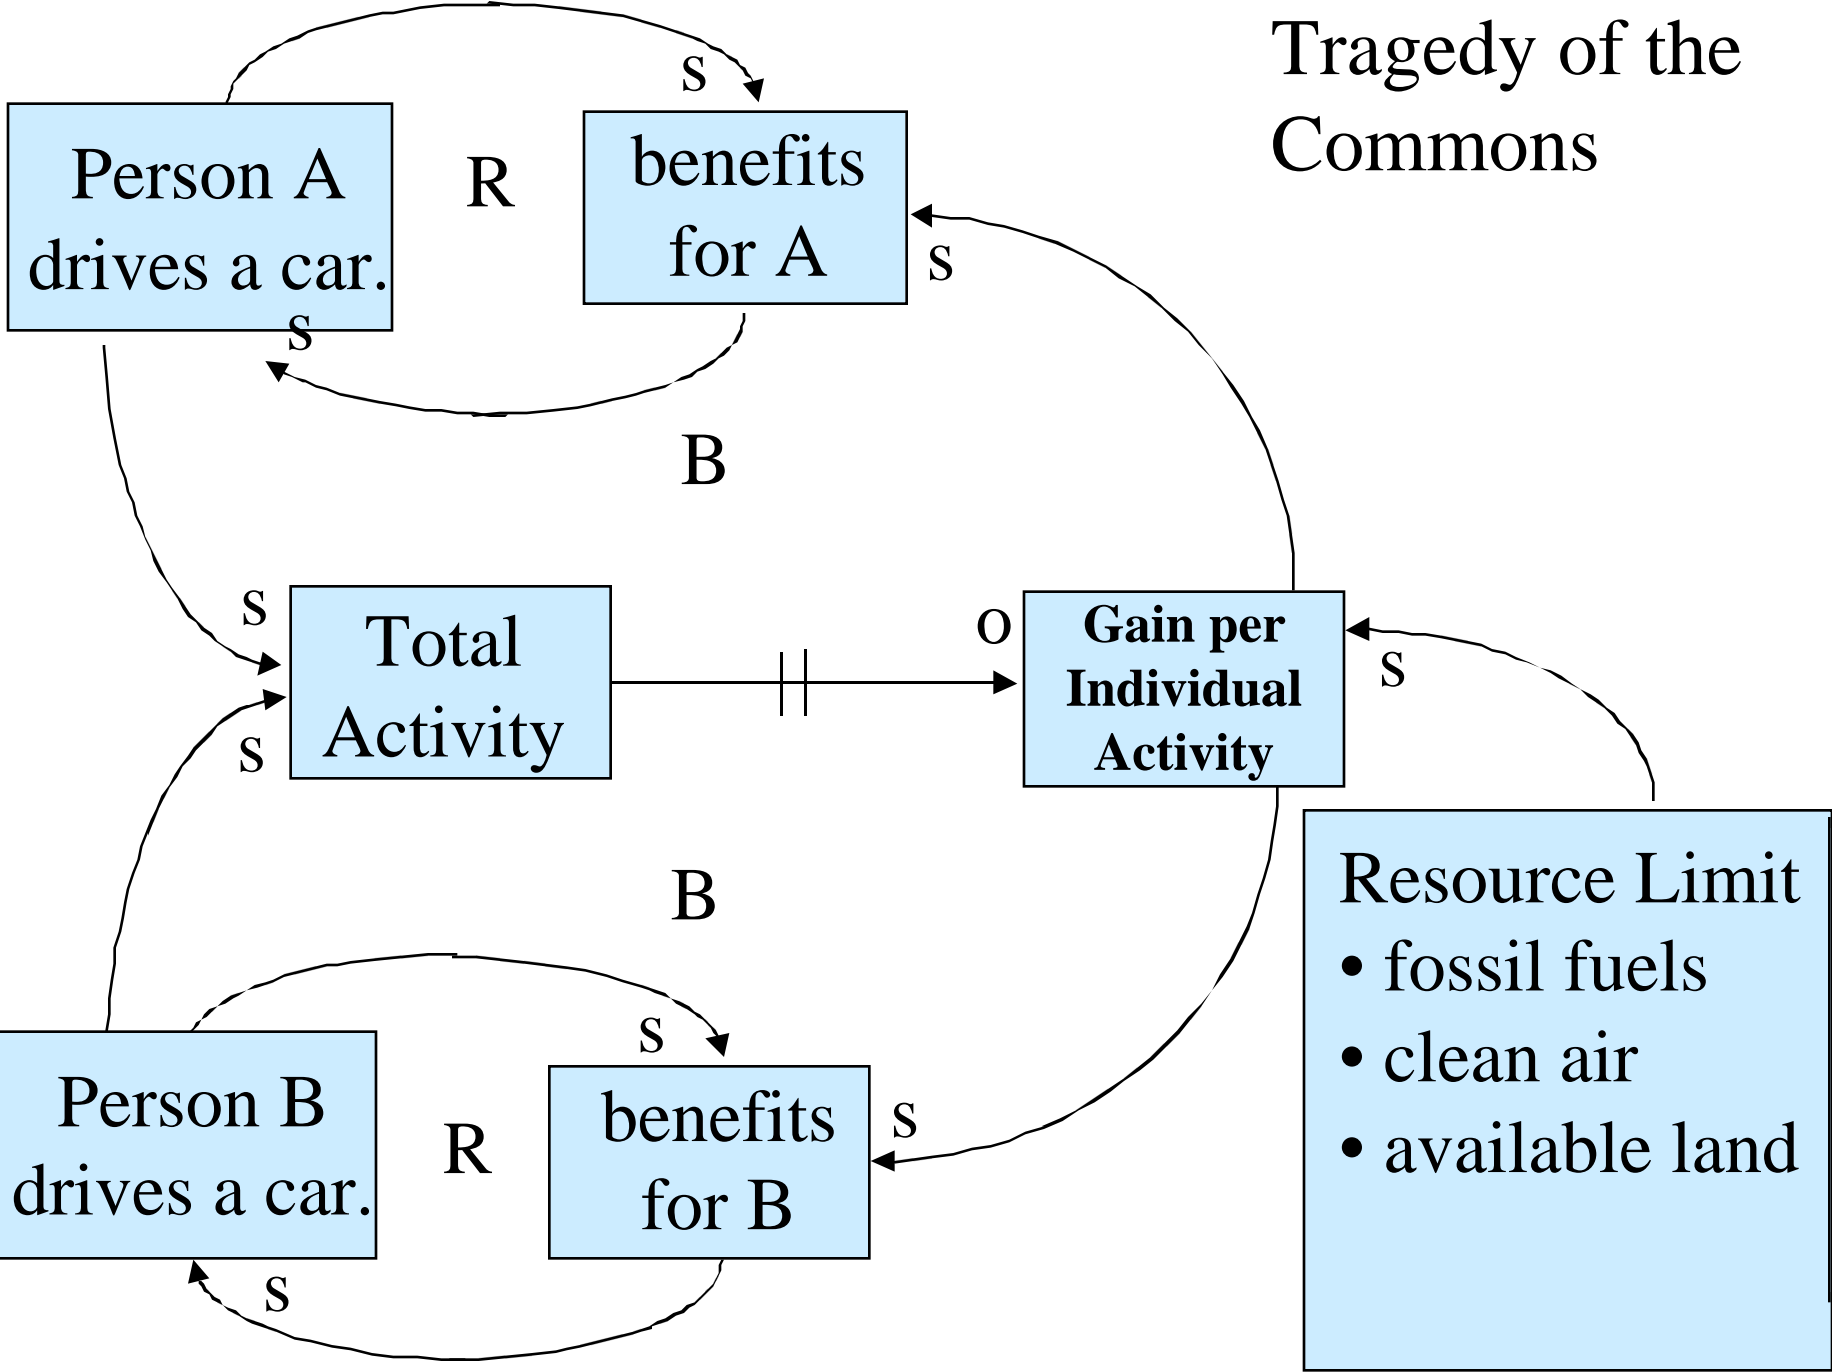 Tragedy of the
Commons
s
Person A
drives a car.
R
benefits
for A
s
s
B
s
Total
Activity
s
o
Gain per
Individual
Activity
s
B
Resource Limit
• fossil fuels
• clean air
• available land
s
Person B
drives a car.
R
benefits
for B
s
s